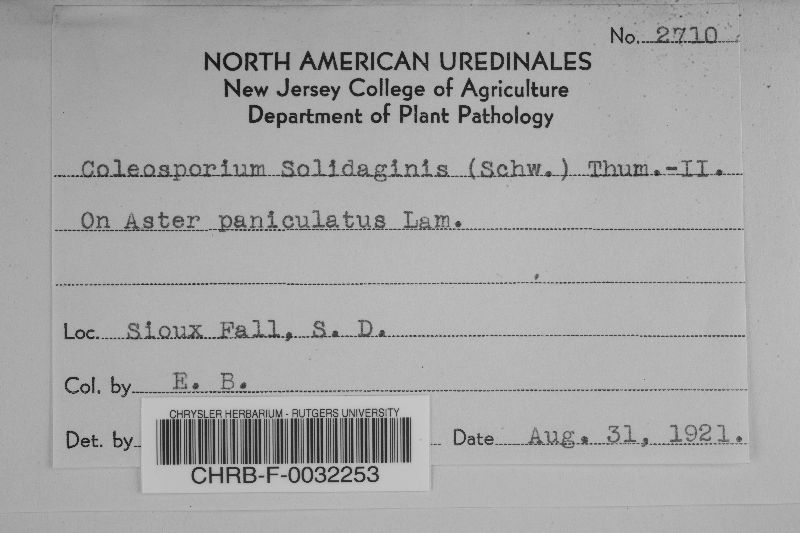 No. 2710
NORTH AMERICAN UREDINALES
New Jersey College of Agriculture
Department of Plant Pathology
Coleosporium Solidaginis (Schw.) Thum.-II.
On Aster paniculatus Lam.
Loc. Sioux Fall, S. D.
Col. by E. B.
Det. by
Date Aug. 31, 1921.
CHRYSLER HERBARIUM - RUTGERS UNIVERSITY
CHRB-F-0032253